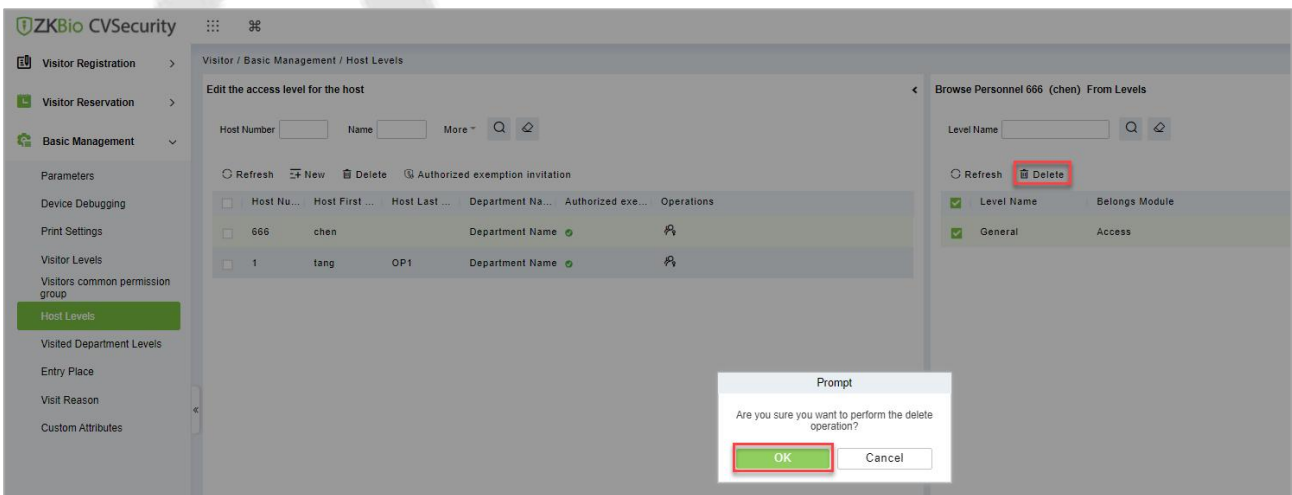 ZKBio CVSecurity
Visitor Registration
Visitor Reservation
Basic Management
Parameters
Device Debugging
Print Settings
Visitor Levels
Visitors common permission
group
Host Levels
Visited Department Levels
Entry Place
Visit Reason
Custom Attributes
Visitor / Basic Management / Host Levels
Edit the access level for the host
Host Number Name More
Refresh New Delete Authorized exemption invitation
Host Nu... Host First ... Host Last ... Department Na... Authorized exe... Operations
666 chen Department Name
1 tang OP1 Department Name
Browse Personnel 666 (chen) From Levels
Level Name
Refresh Delete
Level Name Belongs Module
General Access
Prompt
Are you sure you want to perform the delete
operation?
OK Cancel